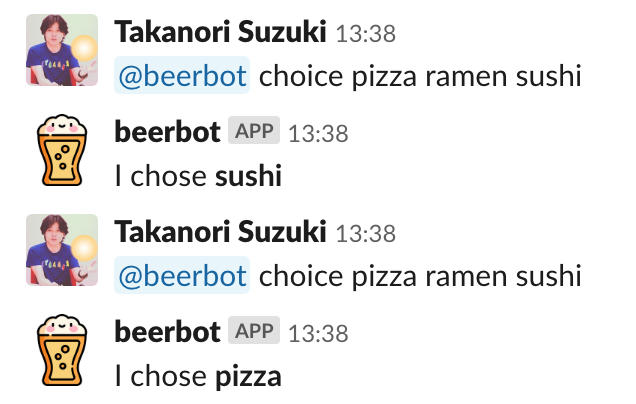 Takanori Suzuki 13:38
@beerbot choice pizza ramen sushi
beerbot APP 13:38
I chose sushi
Takanori Suzuki 13:38
@beerbot choice pizza ramen sushi
beerbot APP 13:38
I chose pizza